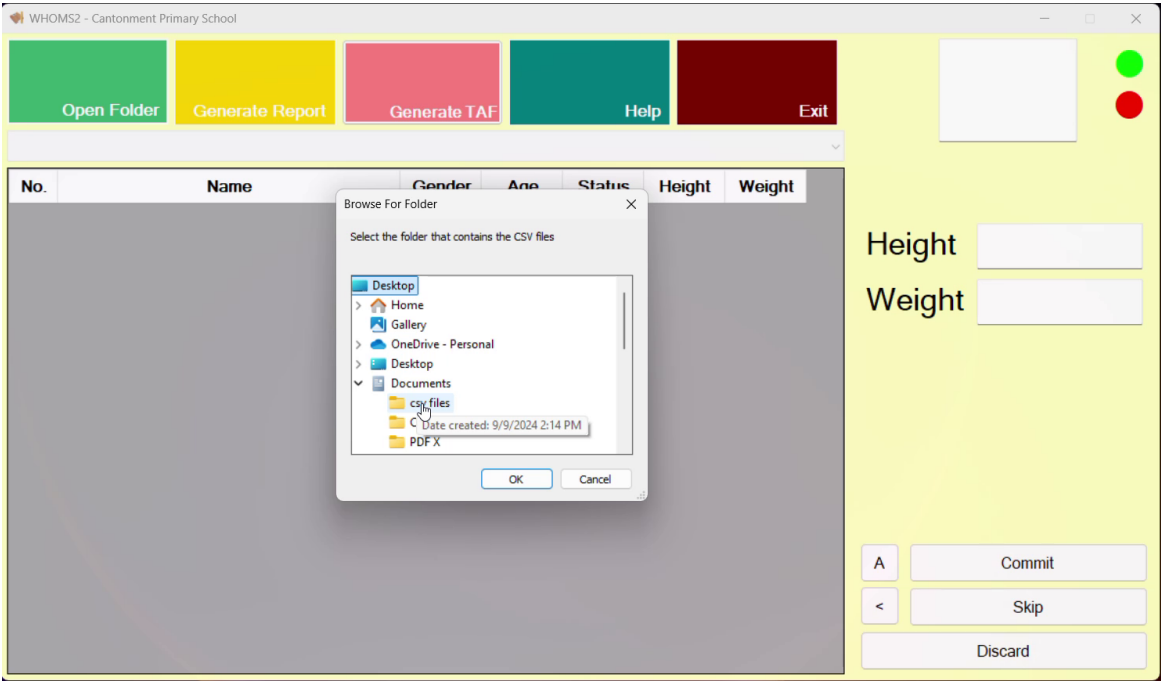 WHOMS2 - Cantonment Primary School
Open Folder
Generate Report
Generate TAF
Help
Exit
No. Name Gender Age Status Height Weight
Browse For Folder
Select the folder that contains the CSV files
Desktop
Home
Gallery
OneDrive - Personal
Desktop
Documents
csv files
Date created: 9/9/2024 2:14 PM
PDF X
OK Cancel
Height
Weight
A Commit
< Skip
Discard